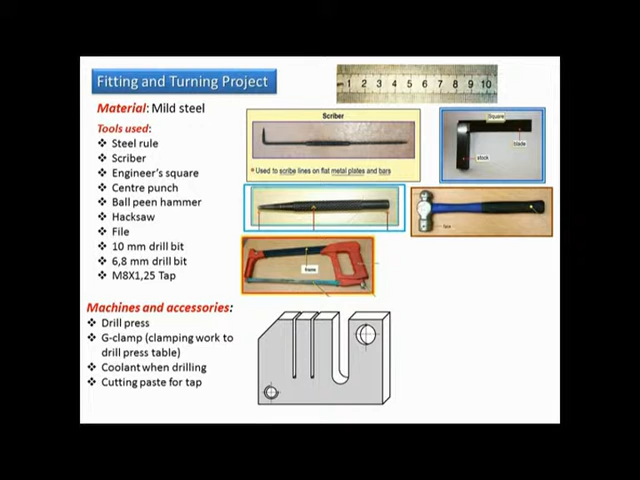 Fitting and Turning Project
1 2 3 4 5 6 7 8 9 10
Material: Mild steel
Tools used:
❖ Steel rule
❖ Scriber
❖ Engineer's square
❖ Centre punch
❖ Ball peen hammer
❖ Hacksaw
❖ File
❖ 10 mm drill bit
❖ 6,8 mm drill bit
❖ M8X1,25 Tap
Scriber
Used to scribe lines on flat metal plates and bars
Square
blade
stock
frame
Machines and accessories:
❖ Drill press
❖ G-clamp (clamping work to
drill press table)
❖ Coolant when drilling
❖ Cutting paste for tap